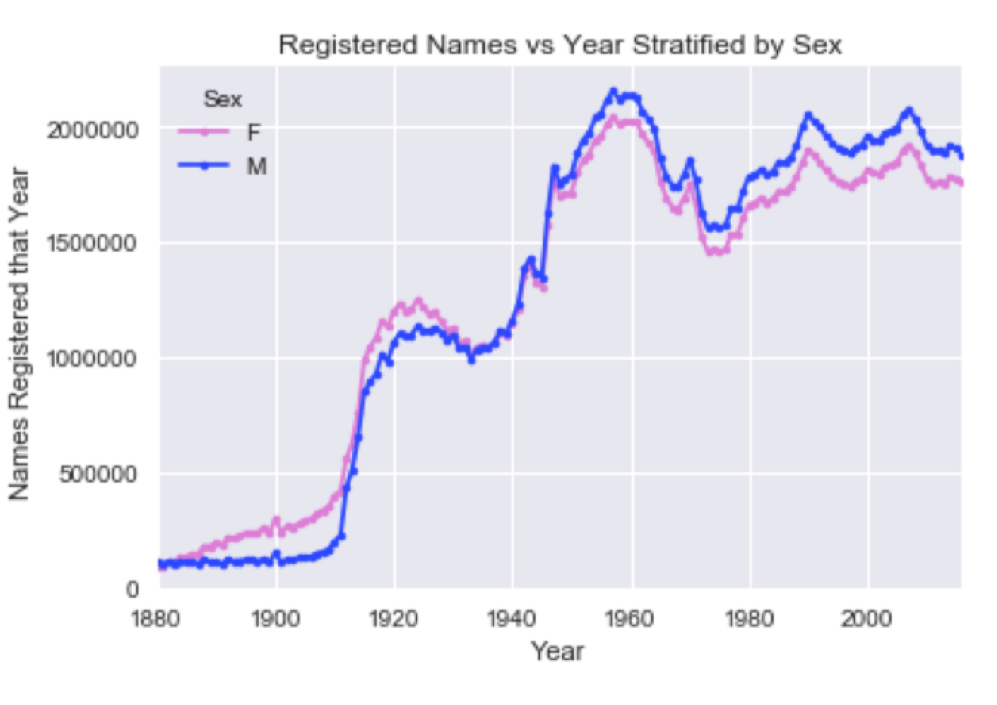 Registered Names vs Year Stratified by Sex
Sex
F
M
2000000
1500000
1000000
500000
0
Names Registered that Year
1880 1900 1920 1940 1960 1980 2000
Year